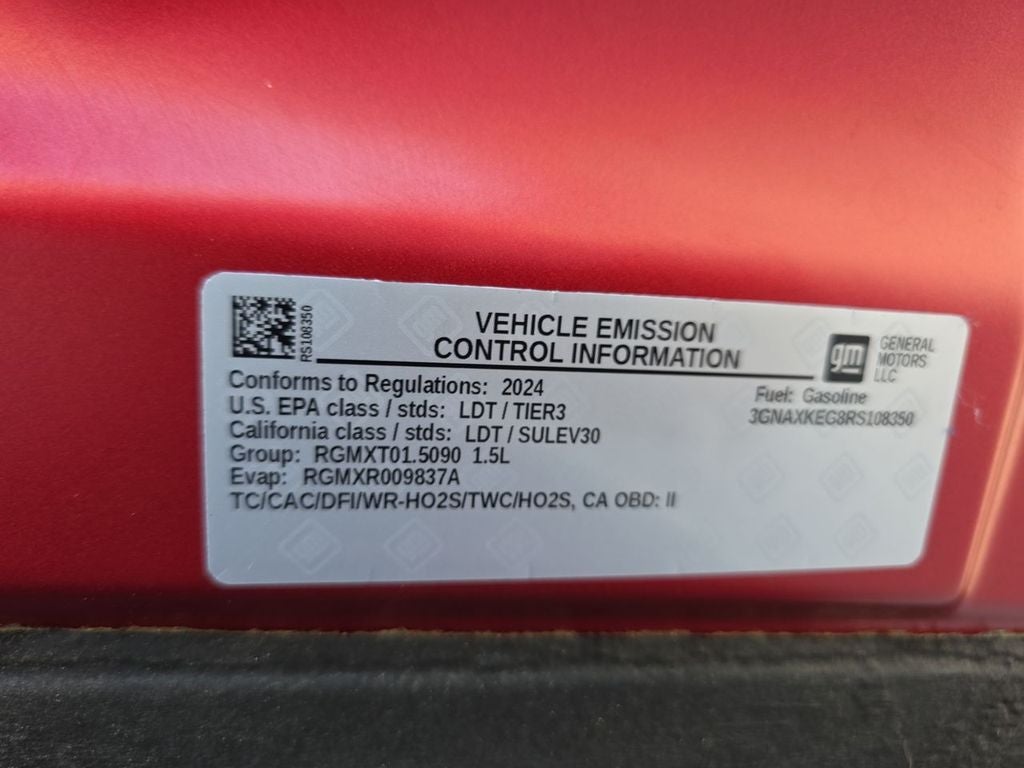 RS108350
VEHICLE EMISSION
CONTROL INFORMATION
gm
GENERAL
MOTORS
LLC
Conforms to Regulations: 2024
Fuel: Gasoline
U.S. EPA class / stds: LDT / TIER3
3GNAXKEG8RS108350
California class / stds: LDT / SULEV30
Group: RGMXT01.5090 1.5L
Evap: RGMXR009837A
TC/CAC/DFI/WR-HO2S/TWC/HO2S, CA OBD: II